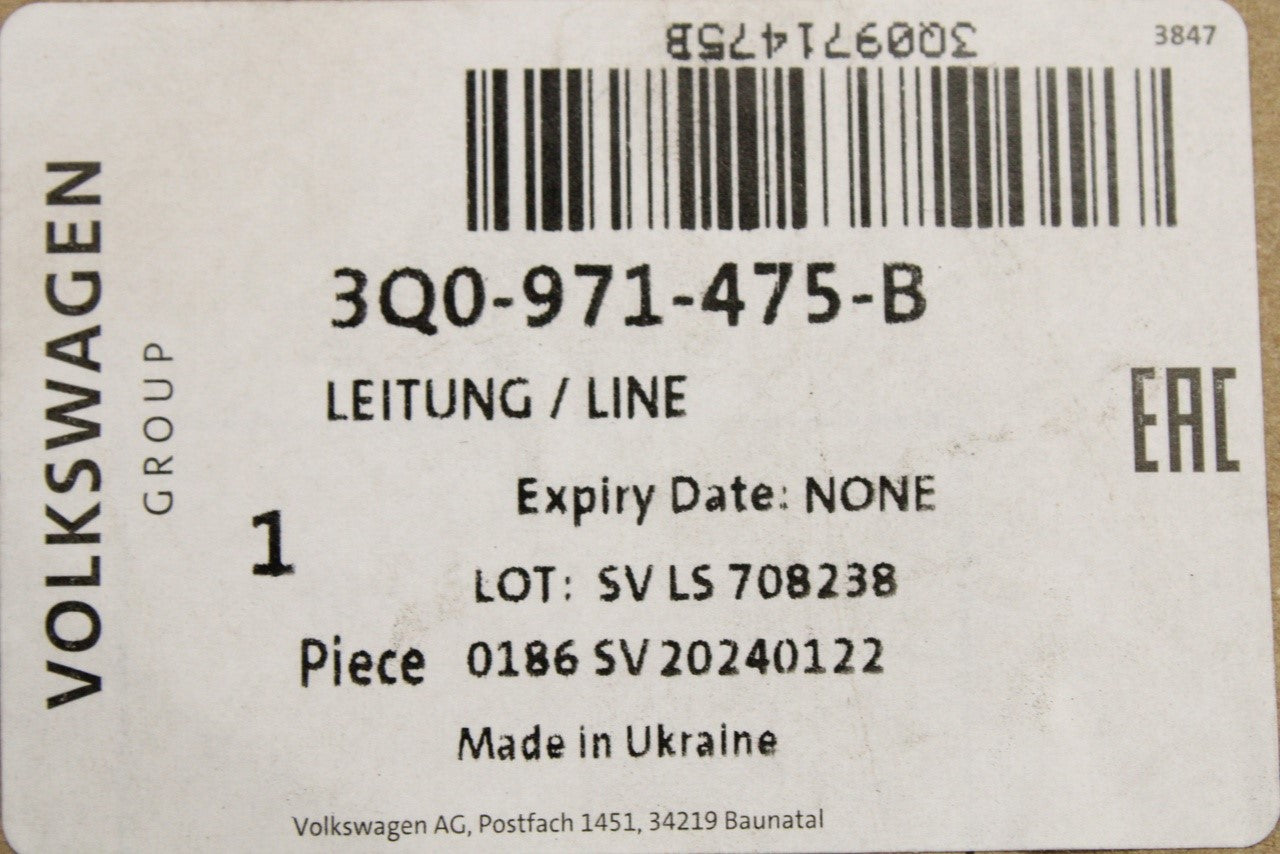 3Q0971475B
3847
VOLKSWAGEN
GROUP
3Q0-971-475-B
LEITUNG / LINE
EAC
Expiry Date: NONE
1
LOT: SV LS 708238
Piece 0186 SV 20240122
Made in Ukraine
Volkswagen AG, Postfach 1451, 34219 Baunatal